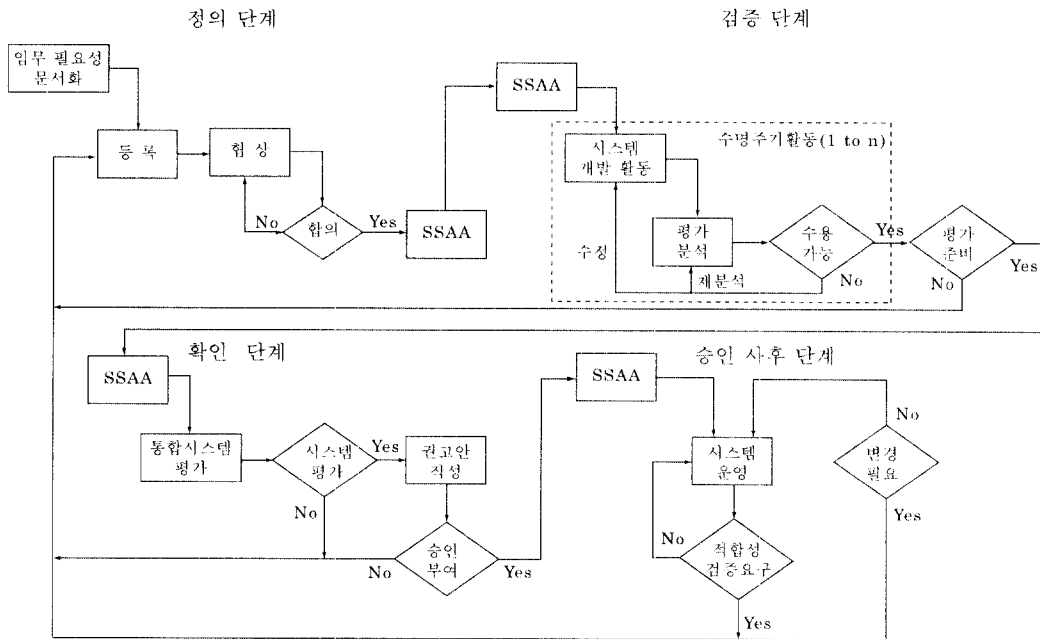 정의 단계
검증 단계
임무 필요성
문서화
등 록
협 상
합의
No
Yes
SSAA
SSAA
수명주기활동(1 to n)
시스템
개발 활동
평가
분석
수용
가능
Yes
No
수정
재분석
평가
준비
Yes
No
확인 단계
SSAA
통합시스템
평가
시스템
평가
Yes
No
권고안
작성
승인
부여
No
Yes
승인 사후 단계
SSAA
시스템
운영
적합성
검증요구
No
Yes
변경
필요
No
Yes